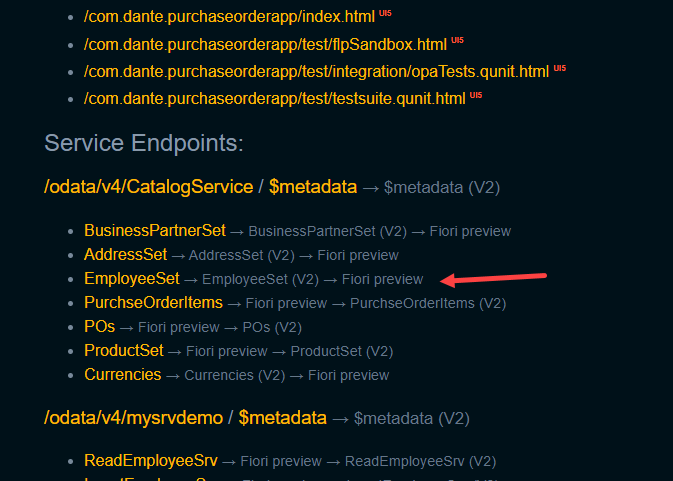 /com.dante.purchaseorderapp/index.html UI5
/com.dante.purchaseorderapp/test/flpSandbox.html UI5
/com.dante.purchaseorderapp/test/integration/opaTests.qunit.html UI5
/com.dante.purchaseorderapp/test/testsuite.qunit.html UI5
Service Endpoints:
/odata/v4/CatalogService / $metadata → $metadata (V2)
BusinessPartnerSet → BusinessPartnerSet (V2) → Fiori preview
AddressSet → AddressSet (V2) → Fiori preview
EmployeeSet → EmployeeSet (V2) → Fiori preview
PurchseOrderItems → Fiori preview → PurchseOrderItems (V2)
POs → Fiori preview → POs (V2)
ProductSet → Fiori preview → ProductSet (V2)
Currencies → Currencies (V2) → Fiori preview
/odata/v4/mysrvdemo / $metadata → $metadata (V2)
ReadEmployeeSrv → Fiori preview → ReadEmployeeSrv (V2)